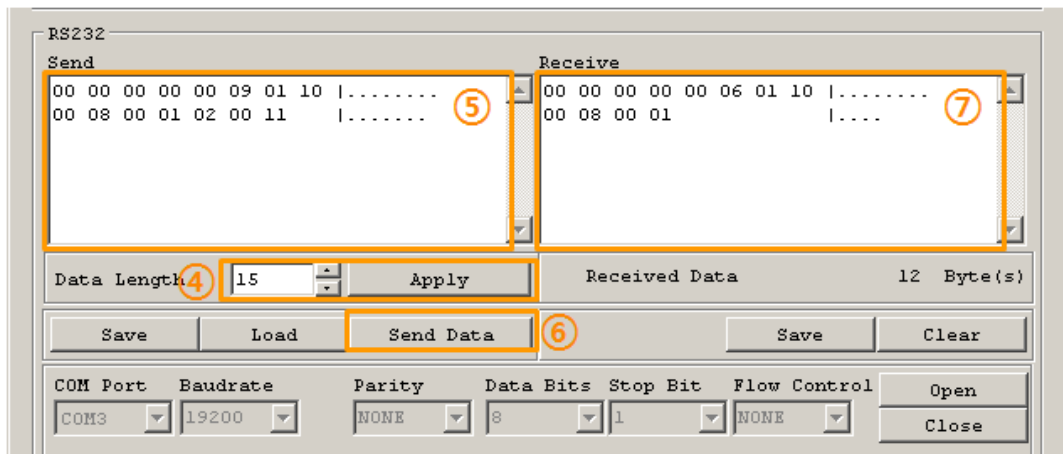 RS232
Send
Receive
00 00 00 00 00 09 01 10 |........
00 08 00 01 02 00 11 |.......
⑤
00 00 00 00 00 06 01 10 |........
00 08 00 01 |....
⑦
Data Length ④ 15 Apply
Received Data 12 Byte(s)
Save Load Send Data ⑥ Save Clear
COM Port Baudrate Parity Data Bits Stop Bit Flow Control Open
COM3 19200 NONE 8 1 NONE Close